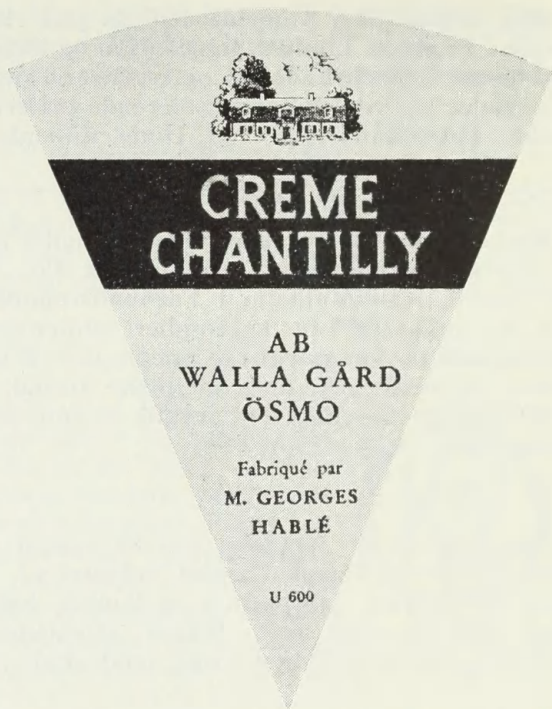 CRÈME
CHANTILLY
AB
WALLA GÅRD
ÖSMO
Fabriqué par
M. GEORGES
HABLÉ
U 600